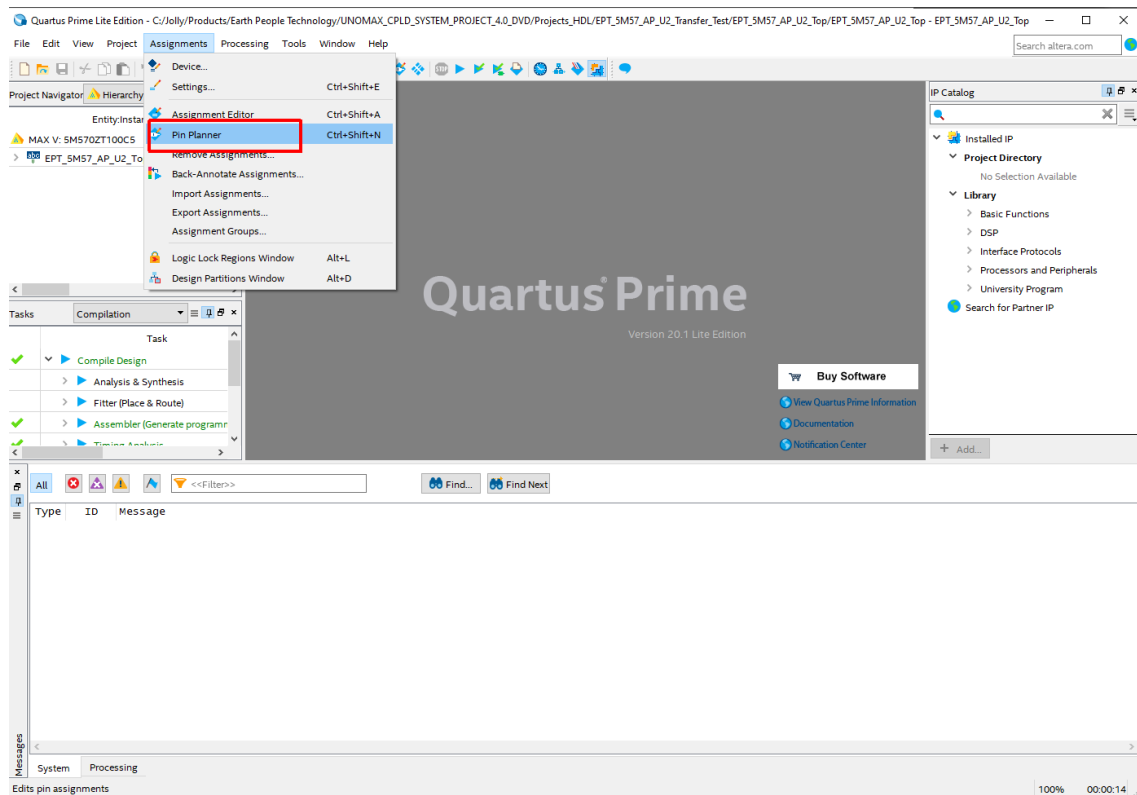 Quartus Prime Lite Edition - C:/Jolly/Products/Earth People Technology/UNOMAX_CPLD_SYSTEM_PROJECT_4.0_DVD/Projects_HDL/EPT_5M57_AP_U2_Transfer_Test/EPT_5M57_AP_U2_Top/EPT_5M57_AP_U2_Top - EPT_5M57_AP_U2_Top
File Edit View Project Assignments Processing Tools Window Help
Search altera.com
Device...
Settings... Ctrl+Shift+E
Assignment Editor Ctrl+Shift+A
Pin Planner Ctrl+Shift+N
Remove Assignments...
Back-Annotate Assignments...
Import Assignments...
Export Assignments...
Assignment Groups...
Logic Lock Regions Window Alt+L
Design Partitions Window Alt+D
Project Navigator Hierarchy
Entity:Instan
MAX V: 5M570ZT100C5
EPT_5M57_AP_U2_To
Tasks Compilation
Task
Compile Design
Analysis & Synthesis
Fitter (Place & Route)
Assembler (Generate programr
Timing Analysis
Quartus Prime
Version 20.1 Lite Edition
Buy Software
View Quartus Prime Information
Documentation
Notification Center
IP Catalog
Installed IP
Project Directory
No Selection Available
Library
Basic Functions
DSP
Interface Protocols
Processors and Peripherals
University Program
Search for Partner IP
+ Add...
All <<Filter>> Find... Find Next
Type ID Message
Messages
System Processing
Edits pin assignments 100% 00:00:14